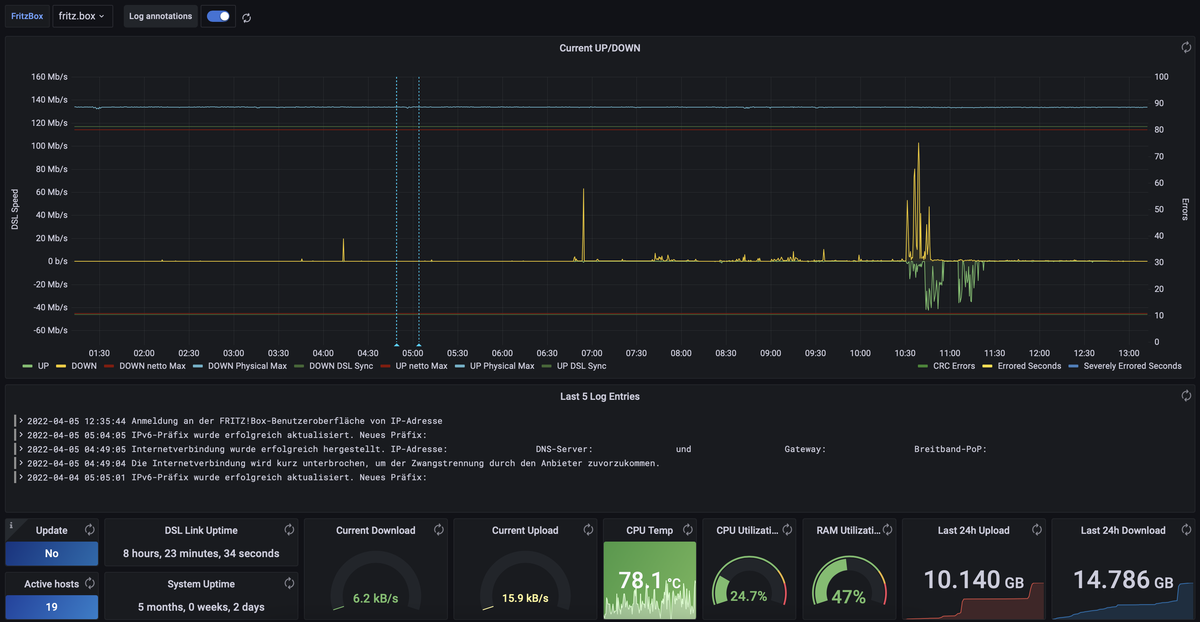 FritzBox fritz.box Log annotations
Current UP/DOWN
160 Mb/s 100
140 Mb/s 90
120 Mb/s 80
100 Mb/s 70
80 Mb/s 60
60 Mb/s 50
40 Mb/s 40
20 Mb/s
0 b/s 30
-20 Mb/s 20
-40 Mb/s 10
-60 Mb/s 0
DSL Speed
Errors
01:30 02:00 02:30 03:00 03:30 04:00 04:30 05:00 05:30 06:00 06:30 07:00 07:30 08:00 08:30 09:00 09:30 10:00 10:30 11:00 11:30 12:00 12:30 13:00
UP DOWN DOWN netto Max DOWN Physical Max DOWN DSL Sync UP netto Max UP Physical Max UP DSL Sync CRC Errors Errored Seconds Severely Errored Seconds
Last 5 Log Entries
> 2022-04-05 12:35:44 Anmeldung an der FRITZ!Box-Benutzeroberfläche von IP-Adresse
> 2022-04-05 05:04:05 IPv6-Präfix wurde erfolgreich aktualisiert. Neues Präfix:
> 2022-04-05 04:49:05 Internetverbindung wurde erfolgreich hergestellt. IP-Adresse: DNS-Server: und Gateway: Breitband-PoP:
> 2022-04-05 04:49:04 Die Internetverbindung wird kurz unterbrochen, um der Zwangstrennung durch den Anbieter zuvorzukommen.
> 2022-04-04 05:05:01 IPv6-Präfix wurde erfolgreich aktualisiert. Neues Präfix:
i
Update
No
Active hosts
19
DSL Link Uptime
8 hours, 23 minutes, 34 seconds
System Uptime
5 months, 0 weeks, 2 days
Current Download
6.2 kB/s
Current Upload
15.9 kB/s
CPU Temp
78.1 °C
CPU Utilizati...
24.7%
RAM Utilizati...
47%
Last 24h Upload
10.140 GB
Last 24h Download
14.786 GB